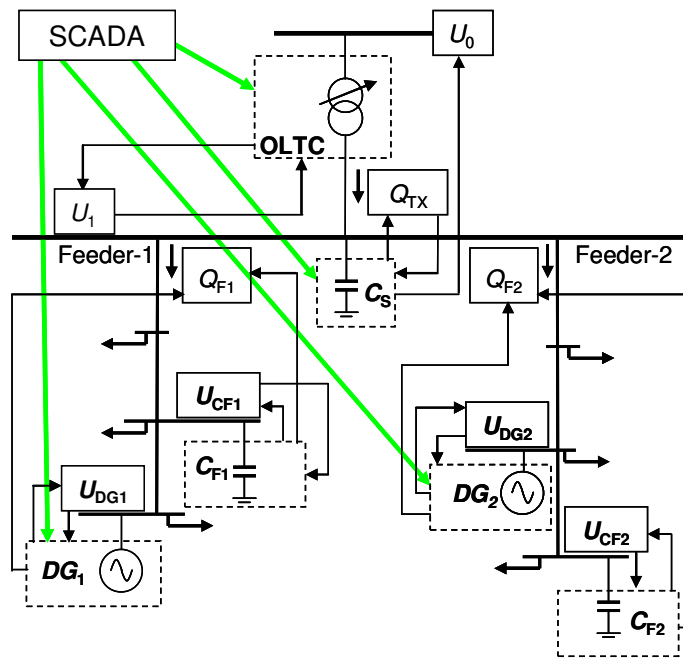 SCADA
U0
OLTC
U1
QTX
Feeder-1
Feeder-2
QF1
CS
QF2
UCF1
CF1
UDG2
DG2
UDG1
DG1
UCF2
CF2